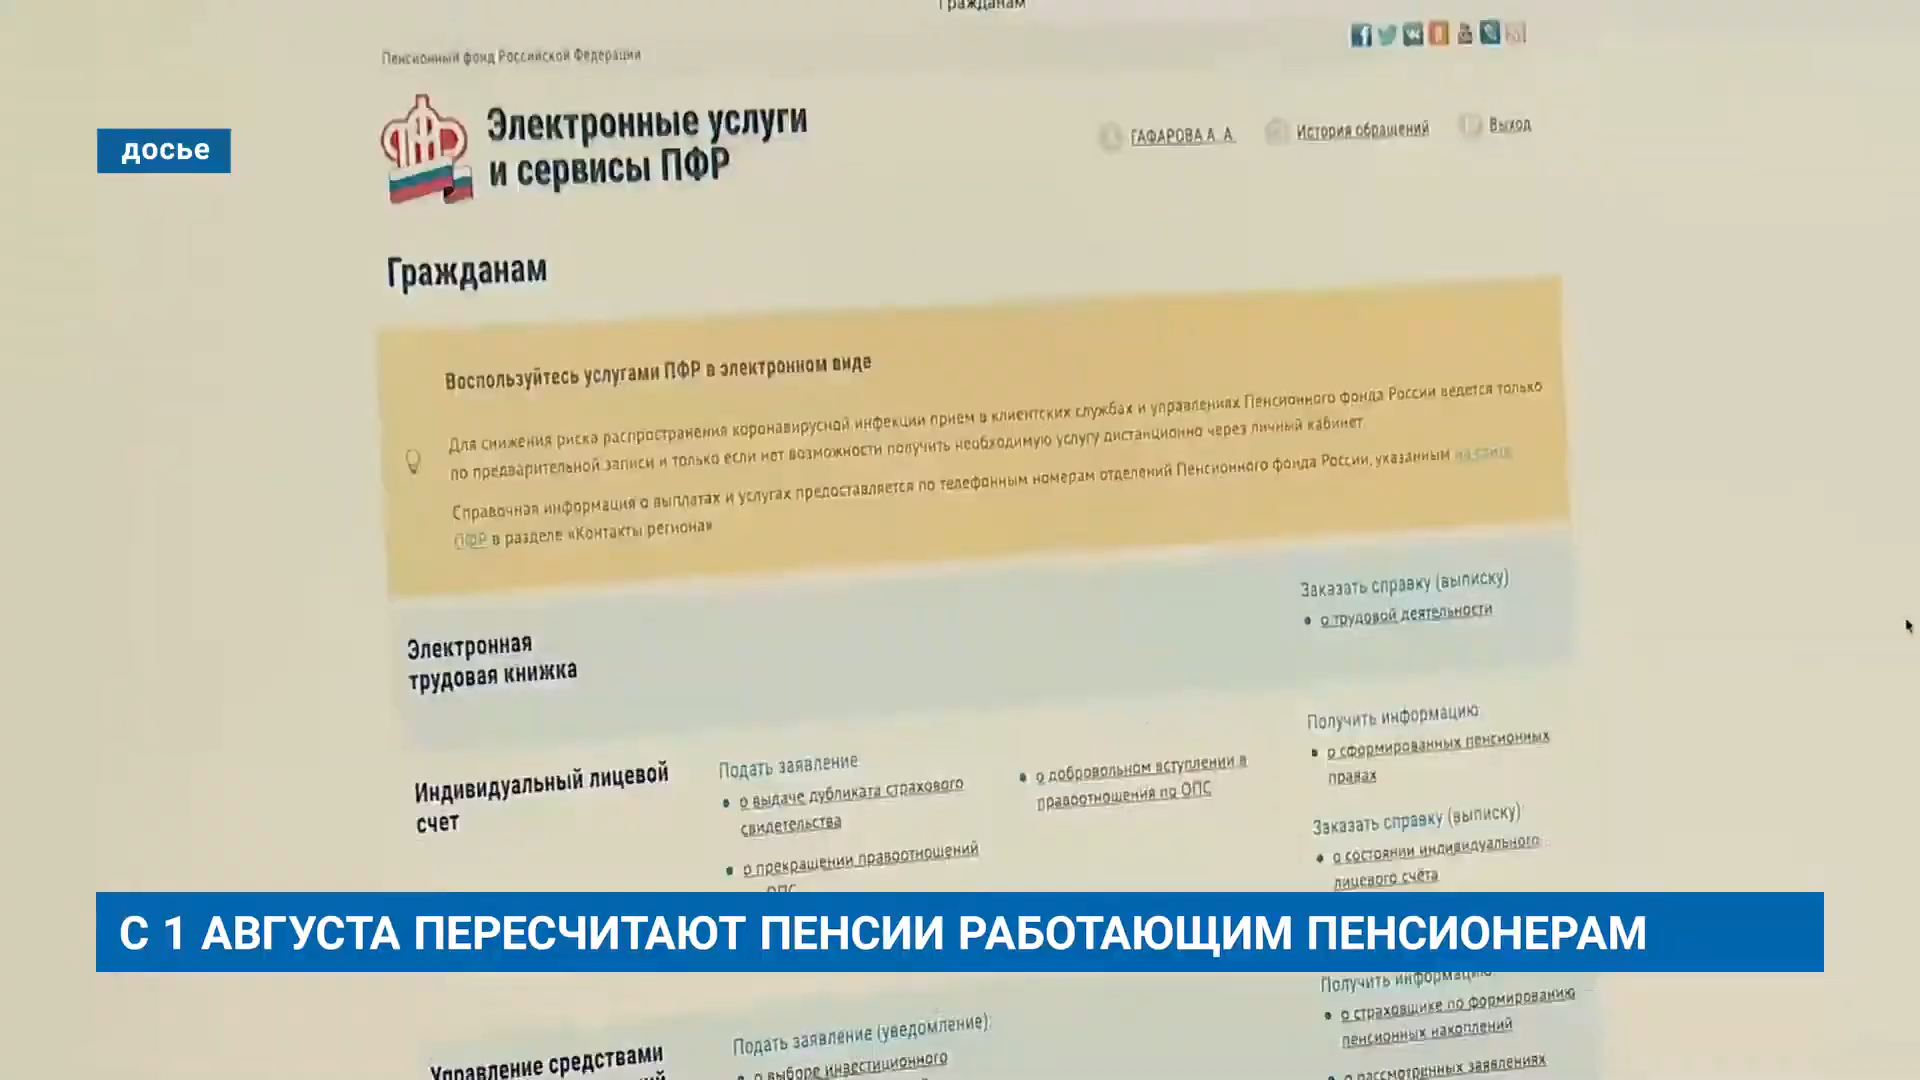 Гражданам
Пенсионный фонд Российской Федерации
досье
Электронные услуги
и сервисы ПФР
ГАФАРОВА А. А.
История обращений
Выход
Гражданам
Воспользуйтесь услугами ПФР в электронном виде
Для снижения риска распространения коронавирусной инфекции прием в клиентских службах и управлениях Пенсионного фонда России ведется только
по предварительной записи и только если нет возможности получить необходимую услугу дистанционно через личный кабинет
Справочная информация о выплатах и услугах предоставляется по телефонным номерам отделений Пенсионного фонда России, указанным
ПФР в разделе «Контакты региона»
Электронная
трудовая книжка
Заказать справку (выписку)
о трудовой деятельности
Индивидуальный лицевой
счет
Подать заявление
о выдаче дубликата страхового
свидетельства
о прекращении правоотношений
ОПС
о добровольном вступлении в
правоотношения по ОПС
Получить информацию
о сформированных пенсионных
правах
Заказать справку (выписку):
о состоянии индивидуального
лицевого счёта
С 1 АВГУСТА ПЕРЕСЧИТАЮТ ПЕНСИИ РАБОТАЮЩИМ ПЕНСИОНЕРАМ
Управление средствами
Подать заявление (уведомление):
о выборе инвестиционного
Получить информацию:
о страховщике по формированию
пенсионных накоплений
о рассмотренных заявлениях